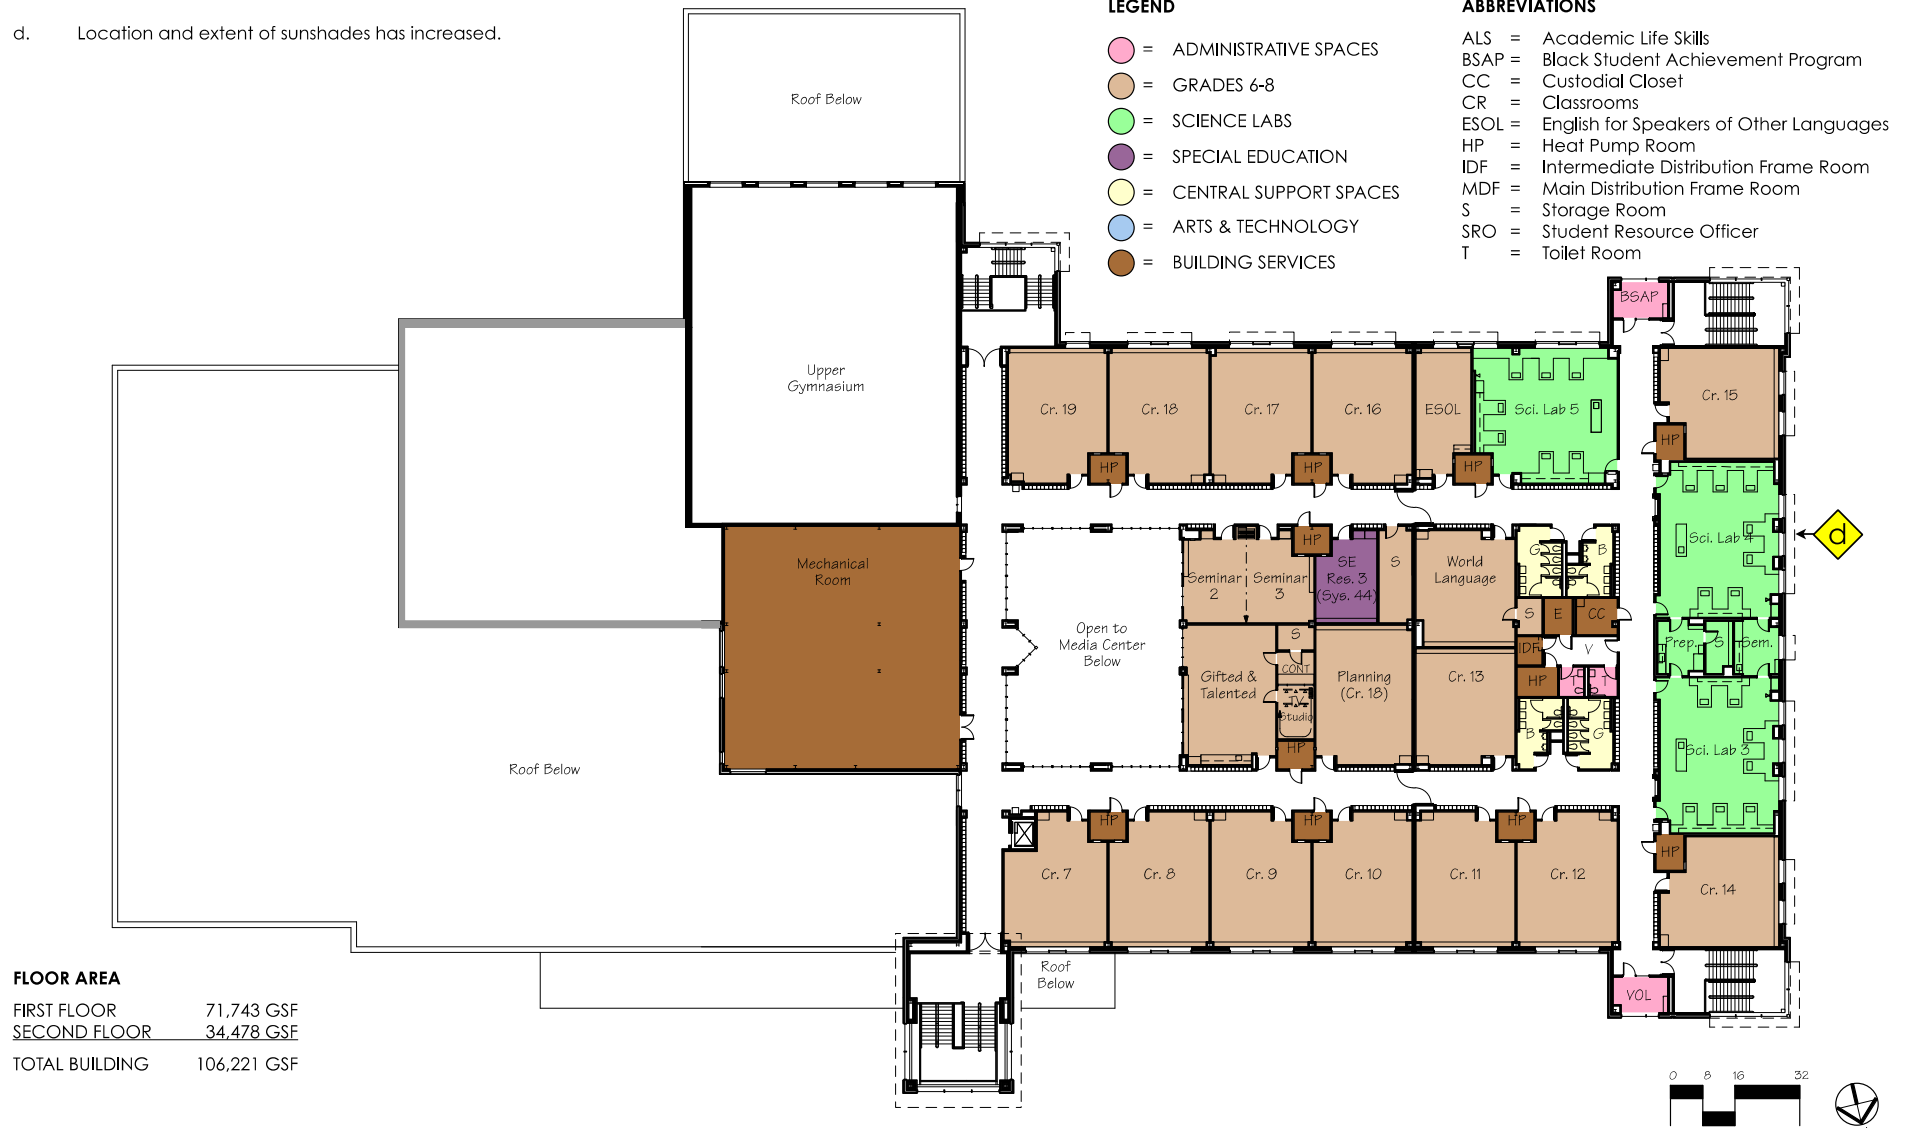 d. Location and extent of sunshades has increased.
LEGEND
= ADMINISTRATIVE SPACES
= GRADES 6-8
= SCIENCE LABS
= SPECIAL EDUCATION
= CENTRAL SUPPORT SPACES
= ARTS & TECHNOLOGY
= BUILDING SERVICES
ABBREVIATIONS
ALS = Academic Life Skills
BSAP = Black Student Achievement Program
CC = Custodial Closet
CR = Classrooms
ESOL = English for Speakers of Other Languages
HP = Heat Pump Room
IDF = Intermediate Distribution Frame Room
MDF = Main Distribution Frame Room
S = Storage Room
SRO = Student Resource Officer
T = Toilet Room
Roof Below
BSAP
Upper
Gymnasium
Cr. 19
Cr. 18
Cr. 17
Cr. 16
ESOL
Sci. Lab 5
Cr. 15
HP
HP
HP
HP
Mechanical
Room
HP
Seminar
2
Seminar
3
SE
Res. 3
(Sys. 44)
S
World
Language
G
B
Sci. Lab 4
d
Open to
Media Center
Below
S
E
CC
IDF
V
Prep.
S
Sem.
Gifted &
Talented
S
CONT
TV
Studio
HP
Planning
(Cr. 18)
Cr. 13
HP
T
T
B
G
Sci. Lab 3
Roof Below
HP
HP
HP
HP
Cr. 7
Cr. 8
Cr. 9
Cr. 10
Cr. 11
Cr. 12
Cr. 14
Roof
Below
VOL
FLOOR AREA
FIRST FLOOR 71,743 GSF
SECOND FLOOR 34,478 GSF
TOTAL BUILDING 106,221 GSF
0 8 16 32